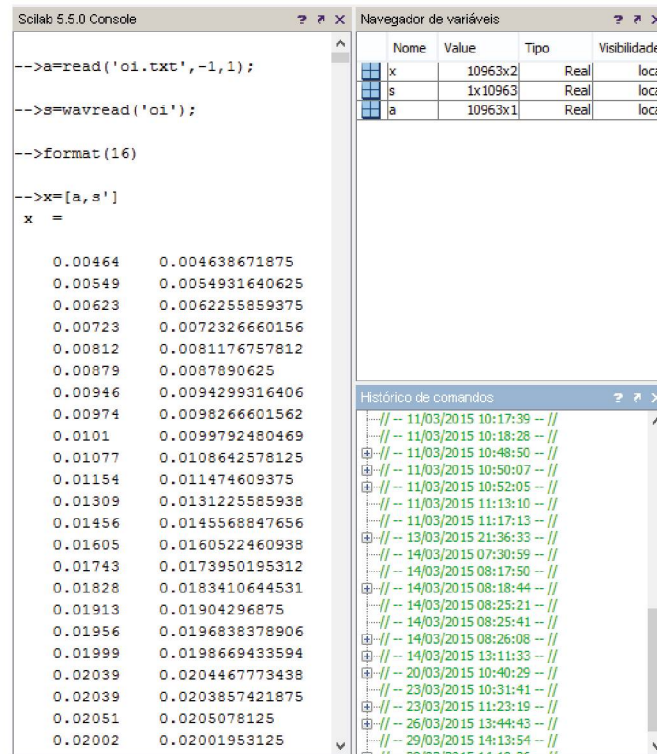 Scilab 5.5.0 Console
-->a=read('oi.txt',-1,1);
-->s=wavread('oi');
-->format(16)
-->x=[a,s']
x =
0.00464 0.004638671875
0.00549 0.0054931640625
0.00623 0.0062255859375
0.00723 0.0072326660156
0.00812 0.0081176757812
0.00879 0.0087890625
0.00946 0.0094299316406
0.00974 0.0098266601562
0.0101 0.0099792480469
0.01077 0.0108642578125
0.01154 0.011474609375
0.01309 0.0131225585938
0.01456 0.0145568847656
0.01605 0.0160522460938
0.01743 0.0173950195312
0.01828 0.0183410644531
0.01913 0.01904296875
0.01956 0.0196838378906
0.01999 0.0198669433594
0.02039 0.0204467773438
0.02039 0.0203857421875
0.02051 0.0205078125
0.02002 0.02001953125
Navegador de variáveis
Nome Value Tipo Visibilidade
x 10963x2 Real loca
s 1x10963 Real loca
a 10963x1 Real loca
Histórico de comandos
// -- 11/03/2015 10:17:39 -- //
// -- 11/03/2015 10:18:28 -- //
// -- 11/03/2015 10:48:50 -- //
// -- 11/03/2015 10:50:07 -- //
// -- 11/03/2015 10:52:05 -- //
// -- 11/03/2015 11:13:10 -- //
// -- 11/03/2015 11:17:13 -- //
// -- 13/03/2015 21:36:33 -- //
// -- 14/03/2015 07:30:59 -- //
// -- 14/03/2015 08:17:50 -- //
// -- 14/03/2015 08:18:44 -- //
// -- 14/03/2015 08:25:21 -- //
// -- 14/03/2015 08:25:41 -- //
// -- 14/03/2015 08:26:08 -- //
// -- 14/03/2015 13:11:33 -- //
// -- 20/03/2015 10:40:29 -- //
// -- 23/03/2015 10:31:41 -- //
// -- 23/03/2015 11:23:19 -- //
// -- 26/03/2015 13:44:43 -- //
// -- 29/03/2015 14:13:54 -- //